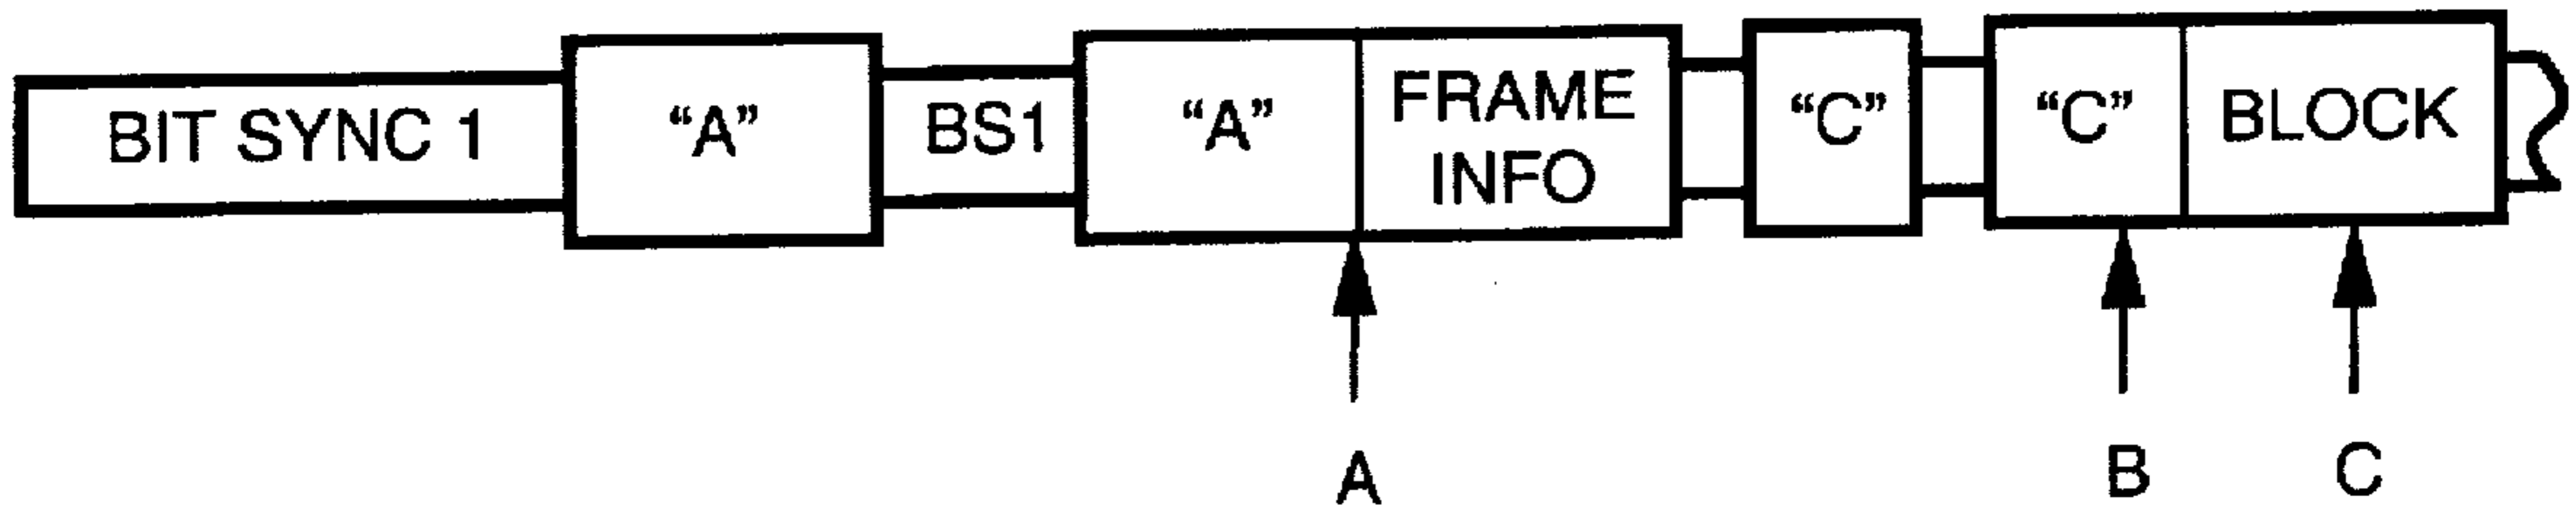 BIT SYNC 1
“A”
BS1
“A”
FRAME
INFO
“C”
“C”
BLOCK
A
B
C